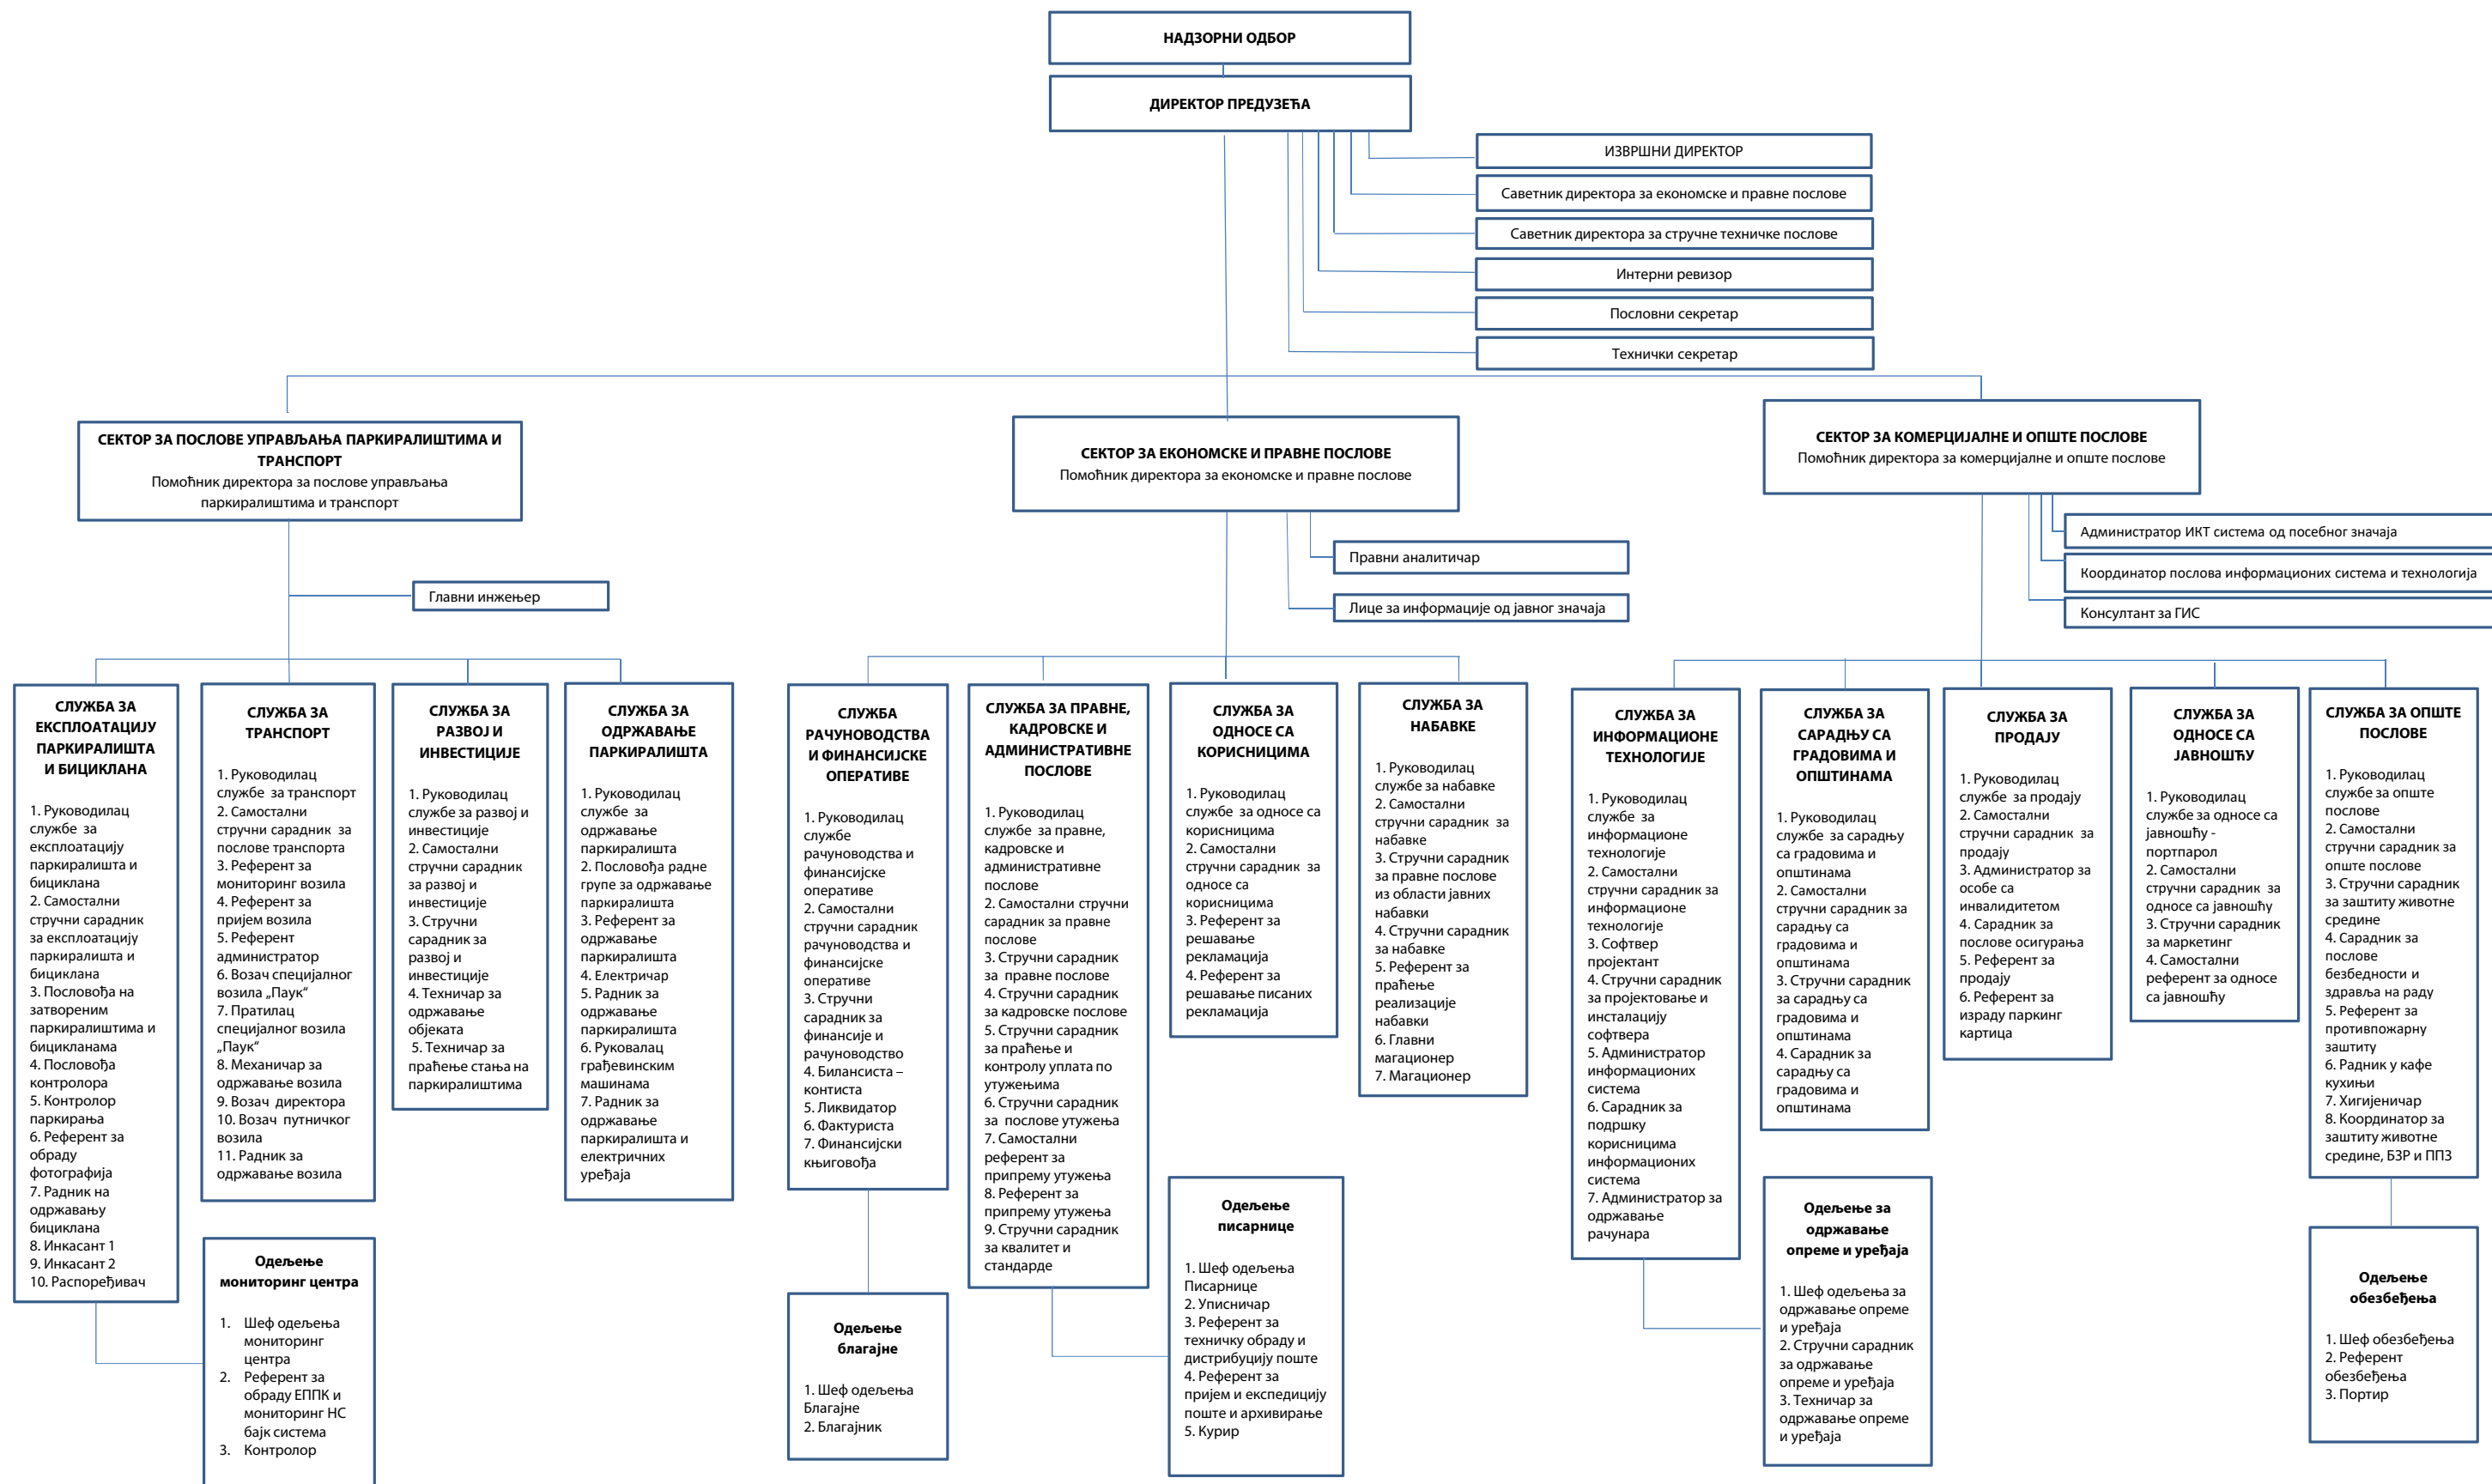 НАДЗОРНИ ОДБОР
ДИРЕКТОР ПРЕДУЗЕЋА
ИЗВРШНИ ДИРЕКТОР
Саветник директора за економске и правне послове
Саветник директора за стручне техничке послове
Интерни ревизор
Пословни секретар
Технички секретар
СЕКТОР ЗА ПОСЛОВЕ УПРАВЉАЊА ПАРКИРАЛИШТИМА И
ТРАНСПОРТ
Помоћник директора за послове управљања
паркиралиштима и транспорт
СЕКТОР ЗА ЕКОНОМСКЕ И ПРАВНЕ ПОСЛОВЕ
Помоћник директора за економске и правне послове
СЕКТОР ЗА КОМЕРЦИЈАЛНЕ И ОПШТЕ ПОСЛОВЕ
Помоћник директора за комерцијалне и опште послове
Главни инжењер
Правни аналитичар
Лице за информације од јавног значаја
Администратор ИКТ система од посебног значаја
Координатор послова информационих система и технологија
Консултант за ГИС
СЛУЖБА ЗА
ЕКСПЛОАТАЦИЈУ
ПАРКИРАЛИШТА
И БИЦИКЛАНА
1. Руководилац
службе за
експлоатацију
паркиралишта и
бициклана
2. Самостални
стручни сарадник
за експлоатацију
паркиралишта и
бициклана
3. Пословођа на
затвореним
паркиралиштима и
бицикланама
4. Пословођа
контролора
5. Контролор
паркирања
6. Референт за
обраду
фотографија
7. Радник на
одржавању
бициклана
8. Инкасант 1
9. Инкасант 2
10. Распоређивач
СЛУЖБА ЗА
ТРАНСПОРТ
1. Руководилац
службе за транспорт
2. Самостални
стручни сарадник за
послове транспорта
3. Референт за
мониторинг возила
4. Референт за
пријем возила
5. Референт
администратор
6. Возач специјалног
возила „Паук“
7. Пратилац
специјалног возила
„Паук“
8. Механичар за
одржавање возила
9. Возач директора
10. Возач путничког
возила
11. Радник за
одржавање возила
СЛУЖБА ЗА
РАЗВОЈ И
ИНВЕСТИЦИЈЕ
1. Руководилац
службе за развој и
инвестиције
2. Самостални
стручни сарадник
за развој и
инвестиције
3. Стручни
сарадник за
развој и
инвестиције
4. Техничар за
одржавање
објеката
5. Техничар за
праћење стања на
паркиралиштима
СЛУЖБА ЗА
ОДРЖАВАЊЕ
ПАРКИРАЛИШТА
1. Руководилац
службе за
одржавање
паркиралишта
2. Пословођа радне
групе за одржавање
паркиралишта
3. Референт за
одржавање
паркиралишта
4. Електричар
5. Радник за
одржавање
паркиралишта
6. Руковалац
грађевинским
машинама
7. Радник за
одржавање
паркиралишта и
електричних
уређаја
СЛУЖБА
РАЧУНОВОДСТВА
И ФИНАНСИЈСКЕ
ОПЕРАТИВЕ
1. Руководилац
службе
рачуноводства и
финансијске
оперативе
2. Самостални
стручни сарадник
рачуноводства и
финансијске
оперативе
3. Стручни
сарадник за
финансије и
рачуноводство
4. Билансиста –
контиста
5. Ликвидатор
6. Фактуриста
7. Финансијски
књиговођа
СЛУЖБА ЗА ПРАВНЕ,
КАДРОВСКЕ И
АДМИНИСТРАТИВНЕ
ПОСЛОВЕ
1. Руководилац
службе за правне,
кадровске и
административне
послове
2. Самостални стручни
сарадник за правне
послове
3. Стручни сарадник
за правне послове
4. Стручни сарадник
за кадровске послове
5. Стручни сарадник
за праћење и
контролу уплата по
утужењима
6. Стручни сарадник
за послове утужења
7. Самостални
референт за
припрему утужења
8. Референт за
припрему утужења
9. Стручни сарадник
за квалитет и
стандарде
СЛУЖБА ЗА
ОДНОСЕ СА
КОРИСНИЦИМА
1. Руководилац
службе за односе са
корисницима
2. Самостални
стручни сарадник за
односе са
корисницима
3. Референт за
решавање
рекламација
4. Референт за
решавање писаних
рекламација
СЛУЖБА ЗА
НАБАВКЕ
1. Руководилац
службе за набавке
2. Самостални
стручни сарадник за
набавке
3. Стручни сарадник
за правне послове
из области јавних
набавки
4. Стручни сарадник
за набавке
5. Референт за
праћење
реализације
набавки
6. Главни
магационер
7. Магационер
СЛУЖБА ЗА
ИНФОРМАЦИОНЕ
ТЕХНОЛОГИЈЕ
1. Руководилац
службе за
информационе
технологије
2. Самостални
стручни сарадник за
информационе
технологије
3. Софтвер
пројектант
4. Стручни сарадник
за пројектовање и
инсталацију
софтвера
5. Администратор
информационих
система
6. Сарадник за
подршку
корисницима
информационих
система
7. Администратор за
одржавање
рачунара
СЛУЖБА ЗА
САРАДЊУ СА
ГРАДОВИМА И
ОПШТИНАМА
1. Руководилац
службе за сарадњу
са градовима и
општинама
2. Самостални
стручни сарадник за
сарадњу са
градовима и
општинама
3. Стручни сарадник
за сарадњу са
градовима и
општинама
4. Сарадник за
сарадњу са
градовима и
општинама
СЛУЖБА ЗА
ПРОДАЈУ
1. Руководилац
службе за продају
2. Самостални
стручни сарадник за
продају
3. Администратор за
особе са
инвалидитетом
4. Сарадник за
послове осигурања
5. Референт за
продају
6. Референт за
израду паркинг
картица
СЛУЖБА ЗА
ОДНОСЕ СА
ЈАВНОШЋУ
1. Руководилац
службе за односе са
јавношћу -
портпарол
2. Самостални
стручни сарадник за
односе са јавношћу
3. Стручни сарадник
за маркетинг
4. Самостални
референт за односе
са јавношћу
СЛУЖБА ЗА ОПШТЕ
ПОСЛОВЕ
1. Руководилац
службе за опште
послове
2. Самостални
стручни сарадник за
опште послове
3. Стручни сарадник
за заштиту животне
средине
4. Сарадник за
послове
безбедности и
здравља на раду
5. Референт за
противпожарну
заштиту
6. Радник у кафе
кухињи
7. Хигијеничар
8. Координатор за
заштиту животне
средине, БЗР и ППЗ
Одељење
мониторинг центра
1. Шеф одељења
мониторинг
центра
2. Референт за
обраду ЕППК и
мониторинг НС
бајк система
3. Контролор
Одељење
благајне
1. Шеф одељења
Благајне
2. Благајник
Одељење
писарнице
1. Шеф одељења
Писарнице
2. Уписничар
3. Референт за
техничку обраду и
дистрибуцију поште
4. Референт за
пријем и експедицију
поште и архивирање
5. Курир
Одељење за
одржавање
опреме и уређаја
1. Шеф одељења за
одржавање опреме
и уређаја
2. Стручни сарадник
за одржавање
опреме и уређаја
3. Техничар за
одржавање опреме
и уређаја
Одељење
обезбеђења
1. Шеф обезбеђења
2. Референт
обезбеђења
3. Портир